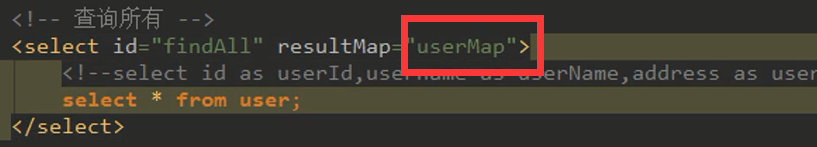 <!-- 查询所有 -->
<select id="findAll" resultMap="userMap">
<!--select id as userId,username as userName,address as user
select * from user;
</select>